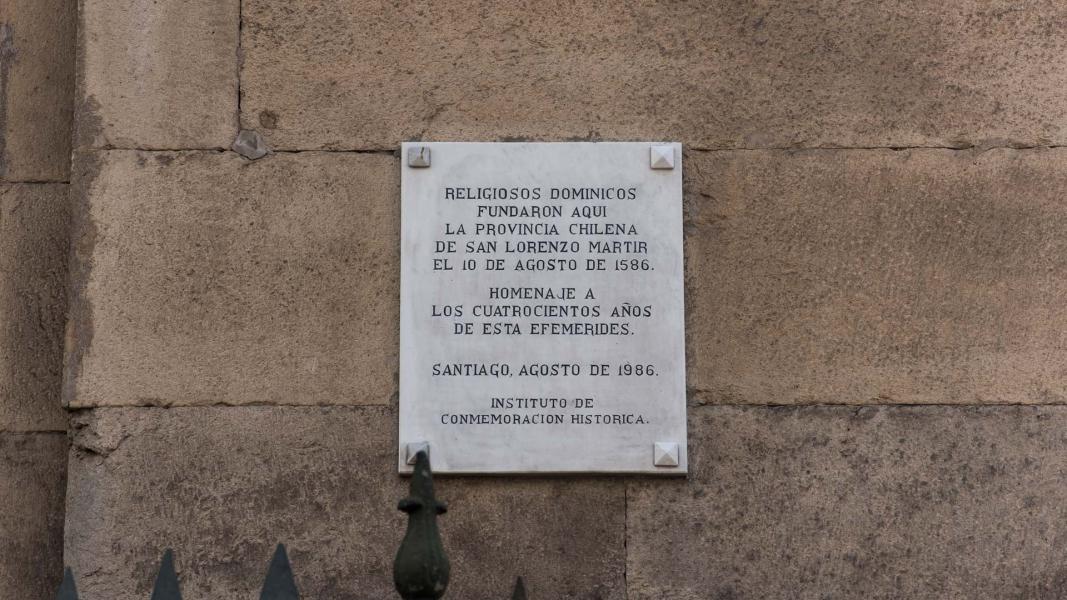 RELIGIOSOS DOMINICOS
FUNDARON AQUI
LA PROVINCIA CHILENA
DE SAN LORENZO MARTIR
EL 10 DE AGOSTO DE 1586.
HOMENAJE A
LOS CUATROCIENTOS AÑOS
DE ESTA EFEMERIDES.
SANTIAGO, AGOSTO DE 1986.
INSTITUTO DE
CONMEMORACION HISTORICA.